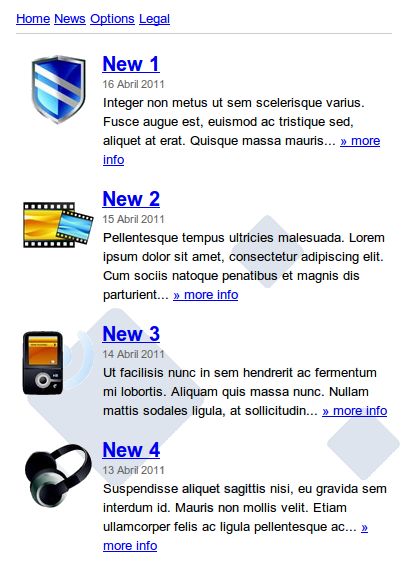 Home News Options Legal
New 1
16 Abril 2011
Integer non metus ut sem scelerisque varius.
Fusce augue est, euismod ac tristique sed,
aliquet at erat. Quisque massa mauris... » more
info
New 2
15 Abril 2011
Pellentesque tempus ultricies malesuada. Lorem
ipsum dolor sit amet, consectetur adipiscing elit.
Cum sociis natoque penatibus et magnis dis
parturient... » more info
New 3
14 Abril 2011
Ut facilisis nunc in sem hendrerit ac fermentum
mi lobortis. Aliquam quis massa nunc. Nullam
mattis sodales ligula, at sollicitudin... » more info
New 4
13 Abril 2011
Suspendisse aliquet sagittis nisi, eu gravida sem
interdum id. Mauris non mollis velit. Etiam
ullamcorper felis ac ligula pellentesque ac... »
more info